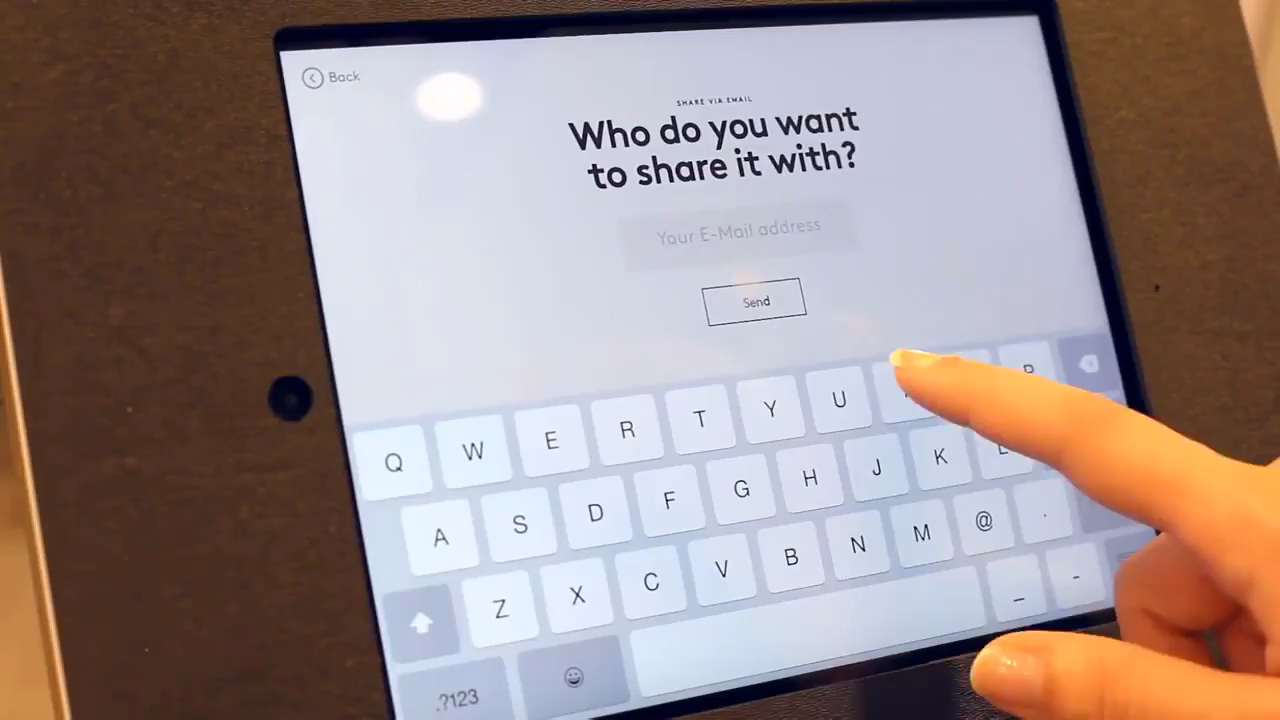 Back
SHARE VIA EMAIL
Who do you want
to share it with?
Your E-Mail address
Send
Q W E R T Y U P
A S D F G H J K L
Z X C V B N M @ .
.?123 _ -